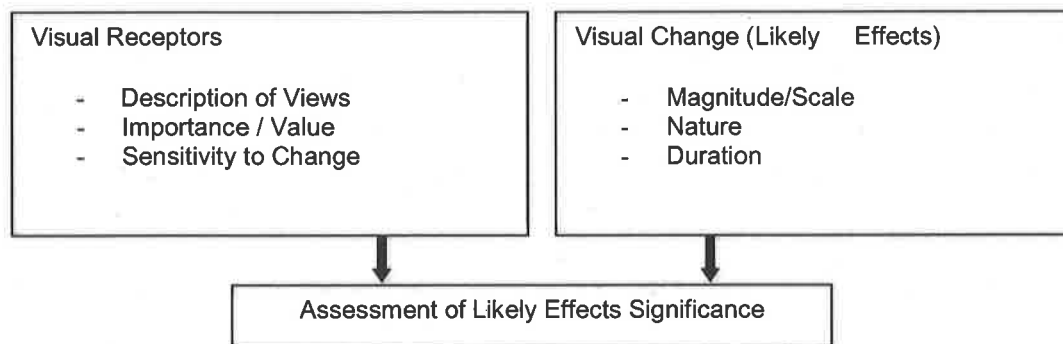 Visual Receptors
- Description of Views
- Importance / Value
- Sensitivity to Change
Visual Change (Likely Effects)
- Magnitude/Scale
- Nature
- Duration
Assessment of Likely Effects Significance